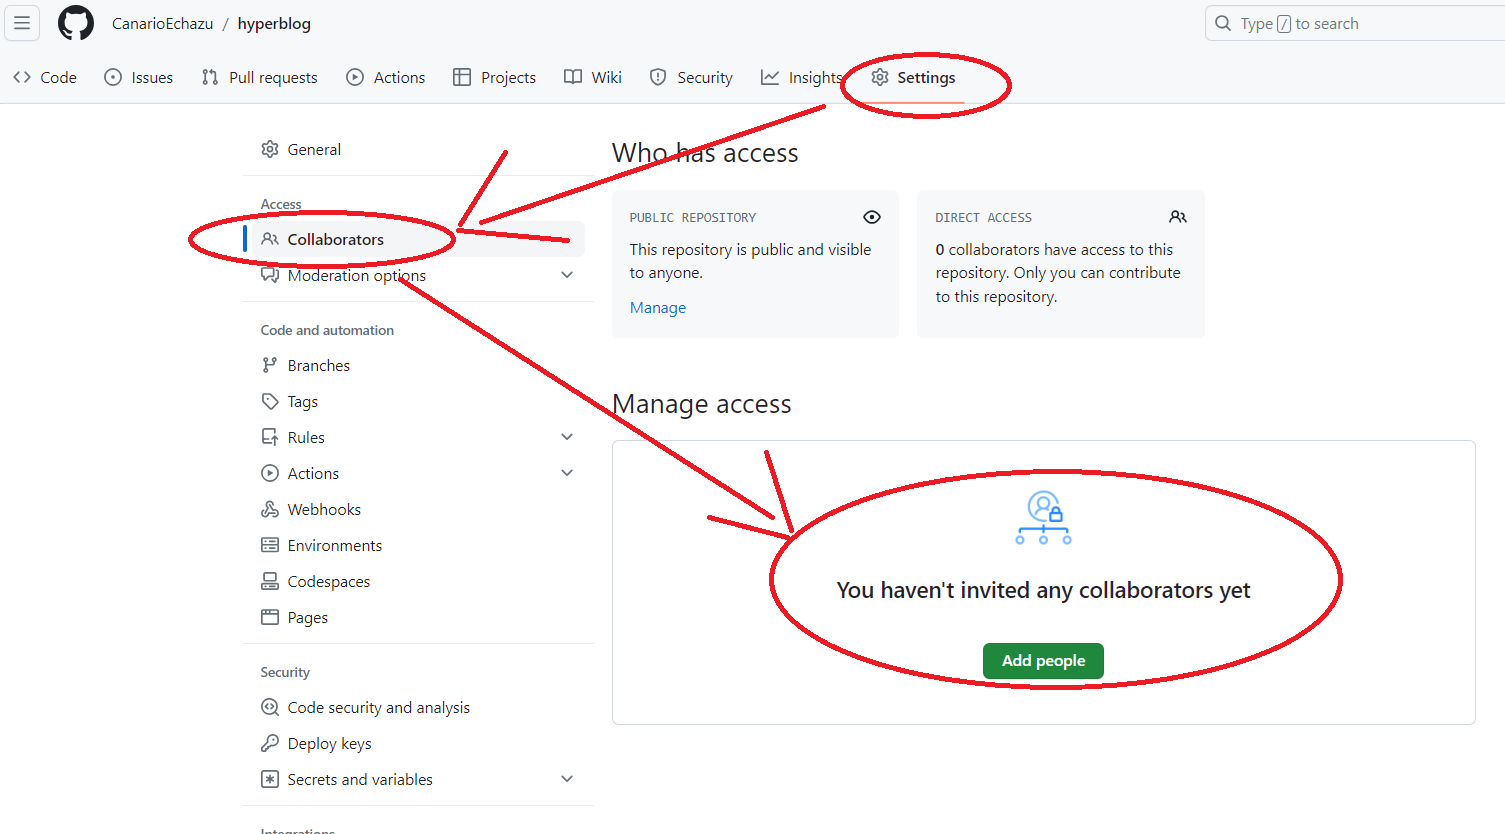 CanarioEchazu / hyperblog
Type / to search
Code Issues Pull requests Actions Projects Wiki Security Insights Settings
General
Access
Collaborators
Moderation options
Code and automation
Branches
Tags
Rules
Actions
Webhooks
Environments
Codespaces
Pages
Security
Code security and analysis
Deploy keys
Secrets and variables
Integrations
Who has access
PUBLIC REPOSITORY
This repository is public and visible
to anyone.
Manage
DIRECT ACCESS
0 collaborators have access to this
repository. Only you can contribute
to this repository.
Manage access
You haven't invited any collaborators yet
Add people